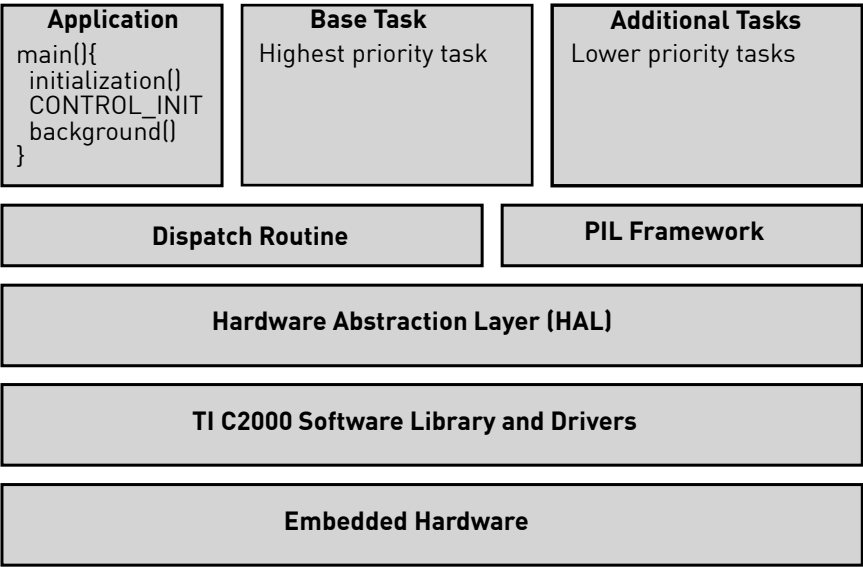 Application
main(){
initialization()
CONTROL_INIT
background()
}
Base Task
Highest priority task
Additional Tasks
Lower priority tasks
Dispatch Routine
PIL Framework
Hardware Abstraction Layer (HAL)
TI C2000 Software Library and Drivers
Embedded Hardware